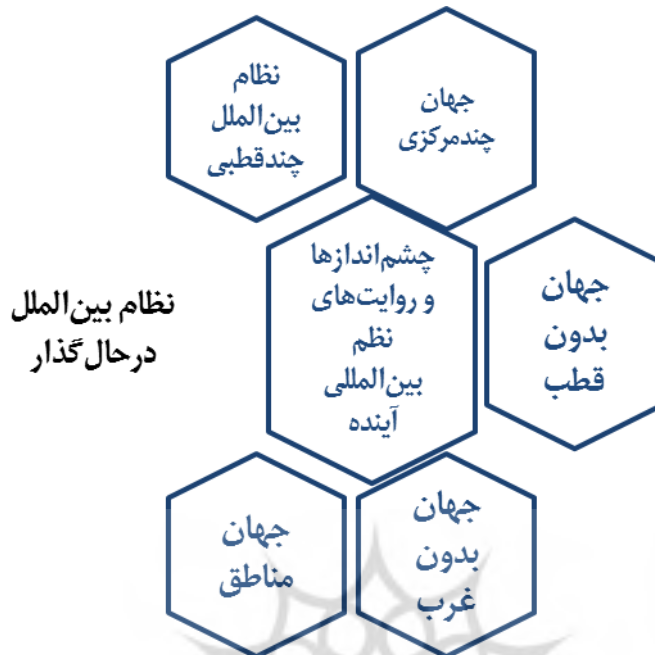 جهان
چندمرکزی
نظام
بین‌الملل
چندقطبی
چشم‌اندازها
و روایت‌های
نظم
بین‌المللی
آینده
جهان
بدون
قطب
نظام بین‌الملل
درحال‌گذار
جهان
بدون
غرب
جهان
مناطق